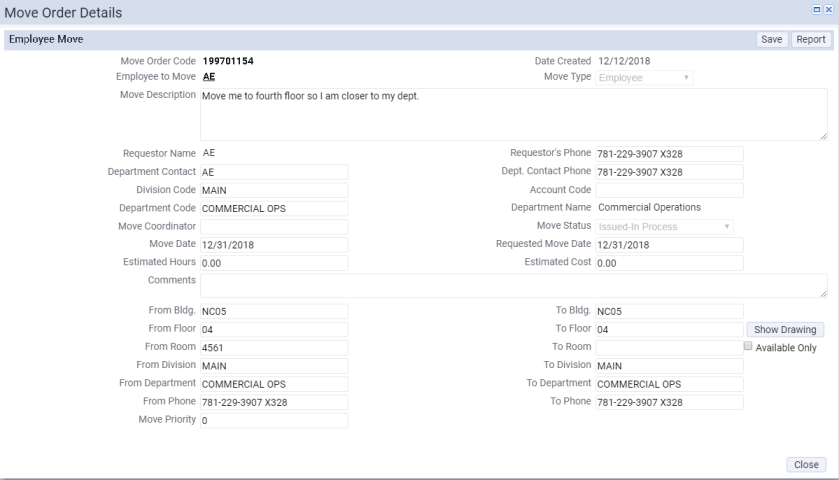 Move Order Details
Employee Move Save Report
Move Order Code 199701154 Date Created 12/12/2018
Employee to Move AE Move Type Employee
Move Description Move me to fourth floor so I am closer to my dept.
Requestor Name AE Requestor's Phone 781-229-3907 X328
Department Contact AE Dept. Contact Phone 781-229-3907 X328
Division Code MAIN Account Code
Department Code COMMERCIAL OPS Department Name Commercial Operations
Move Coordinator Move Status Issued-In Process
Move Date 12/31/2018 Requested Move Date 12/31/2018
Estimated Hours 0.00 Estimated Cost 0.00
Comments
From Bldg. NC05 To Bldg. NC05
From Floor 04 To Floor 04 Show Drawing
From Room 4561 To Room Available Only
From Division MAIN To Division MAIN
From Department COMMERCIAL OPS To Department COMMERCIAL OPS
From Phone 781-229-3907 X328 To Phone 781-229-3907 X328
Move Priority 0
Close